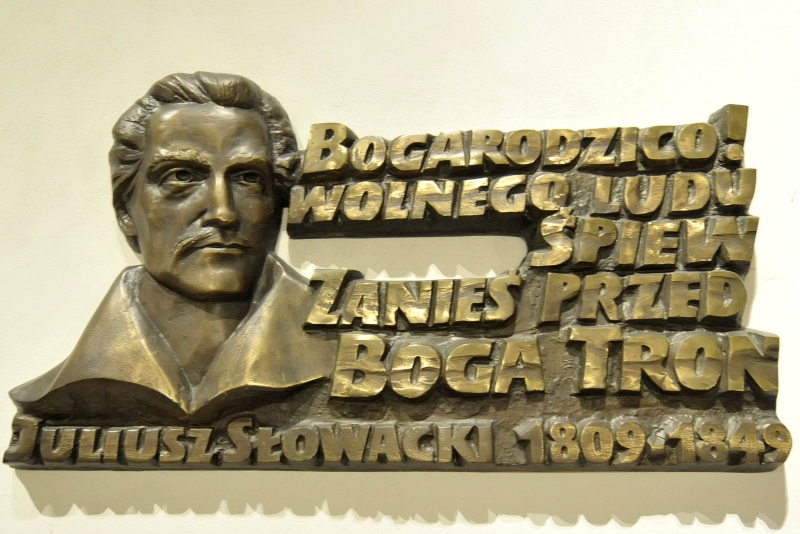 BOGARODZICO!
WOLNEGO LUDU
ŚPIEW
ZANIEŚ PRZED
BOGA TRON
JULIUSZ SŁOWACKI 1809-1849